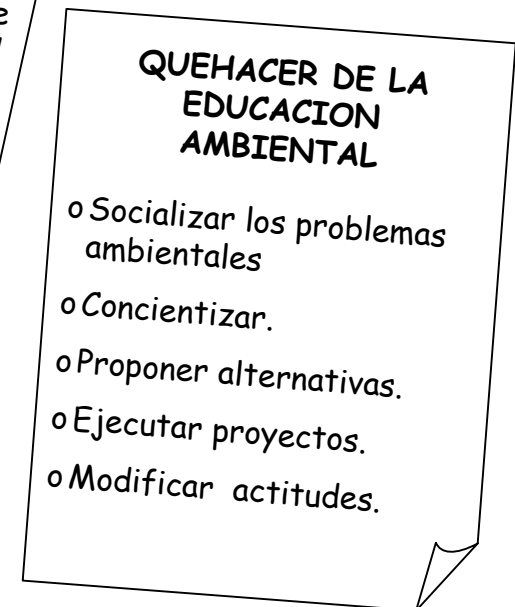 e
QUEHACER DE LA
EDUCACION
AMBIENTAL
o Socializar los problemas
ambientales
o Concientizar.
o Proponer alternativas.
o Ejecutar proyectos.
o Modificar actitudes.